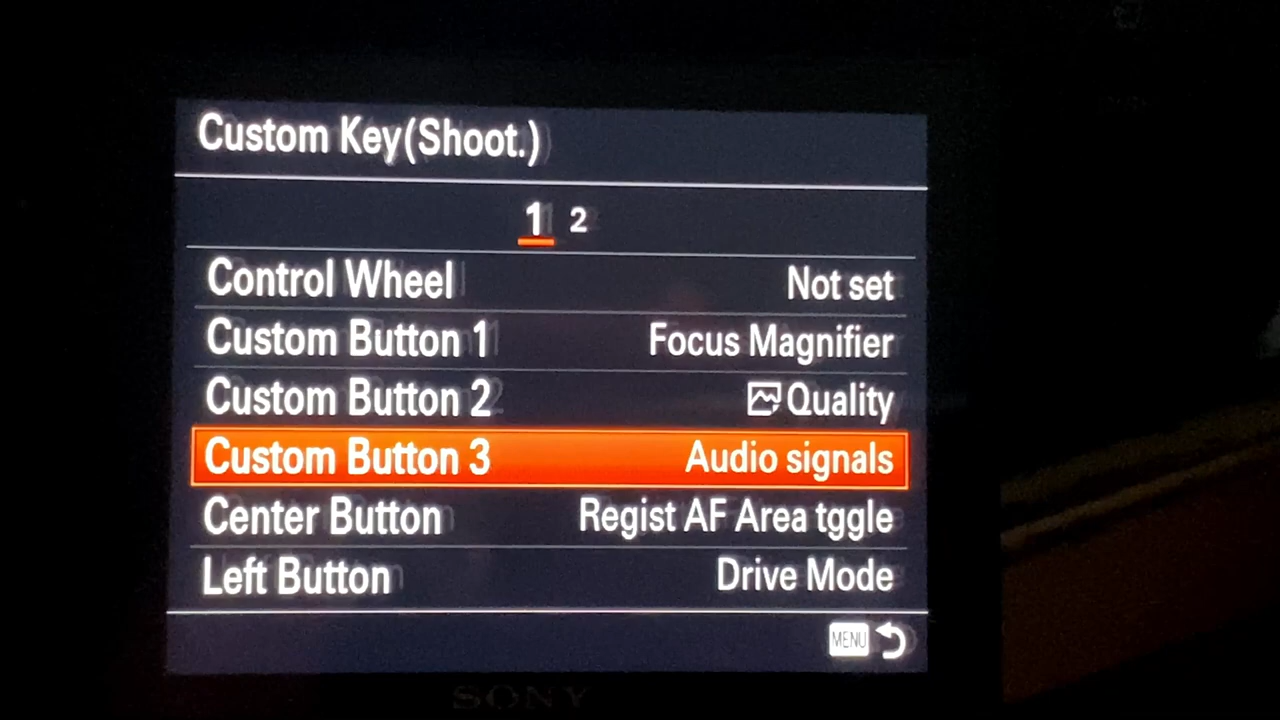 Custom Key(Shoot.)
1 2
Control Wheel Not set
Custom Button 1 Focus Magnifier
Custom Button 2 Quality
Custom Button 3 Audio signals
Center Button Regist AF Area tggle
Left Button Drive Mode
MENU
SONY